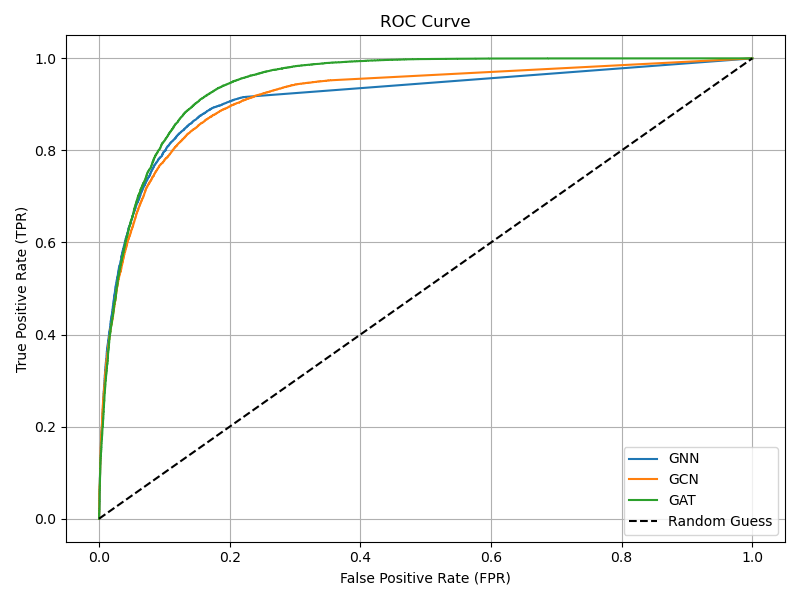 ROC Curve
True Positive Rate (TPR)
1.0
0.8
0.6
0.4
0.2
0.0
0.0 0.2 0.4 0.6 0.8 1.0
False Positive Rate (FPR)
GNN
GCN
GAT
Random Guess